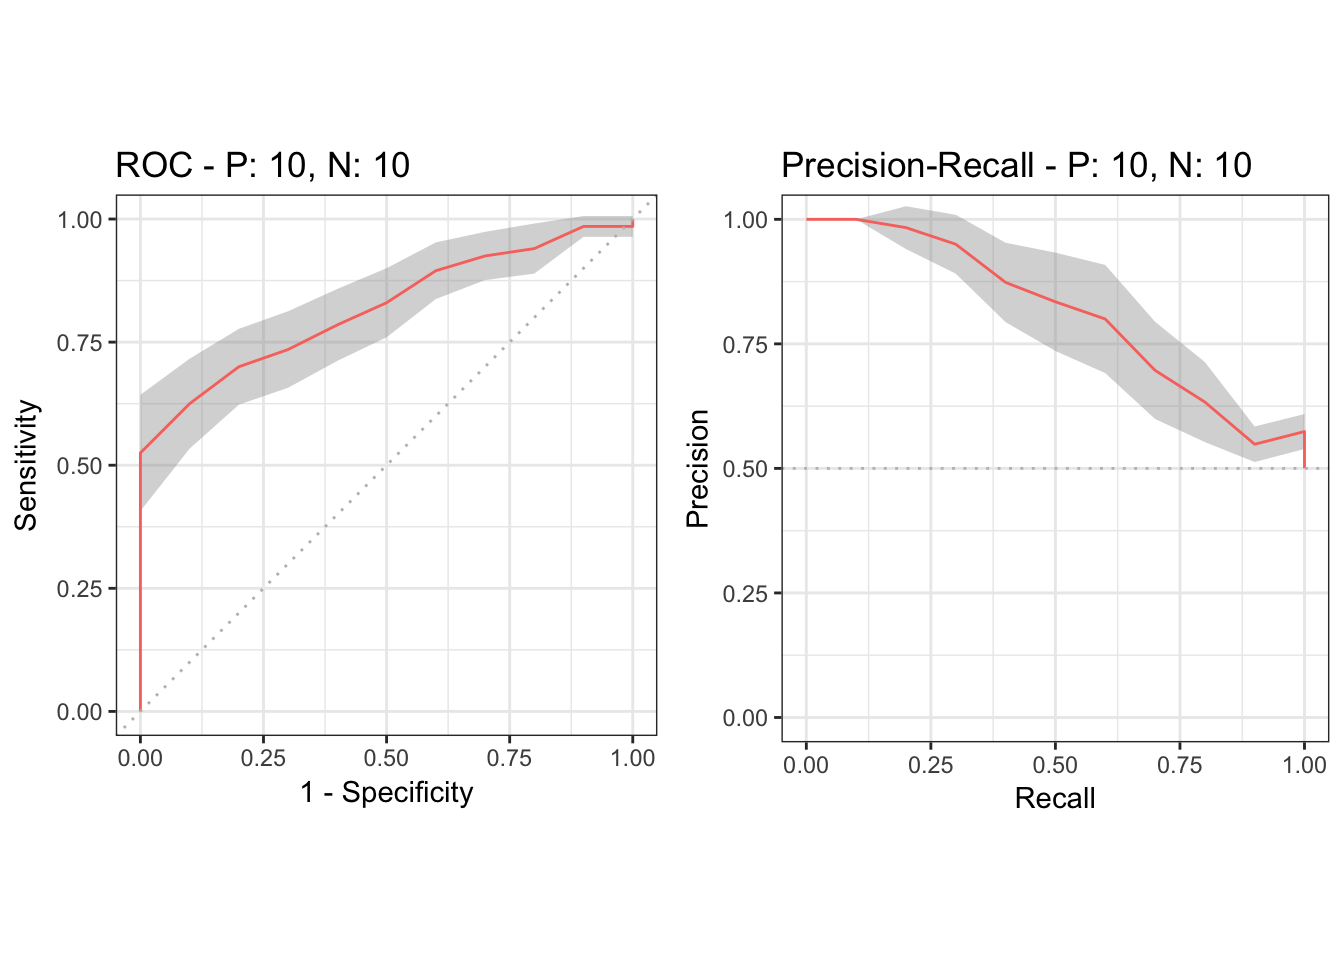 ROC - P: 10, N: 10
1.00
0.75
0.50
0.25
0.00
Sensitivity
0.00 0.25 0.50 0.75 1.00
1 - Specificity
Precision-Recall - P: 10, N: 10
1.00
0.75
0.50
0.25
0.00
Precision
0.00 0.25 0.50 0.75 1.00
Recall